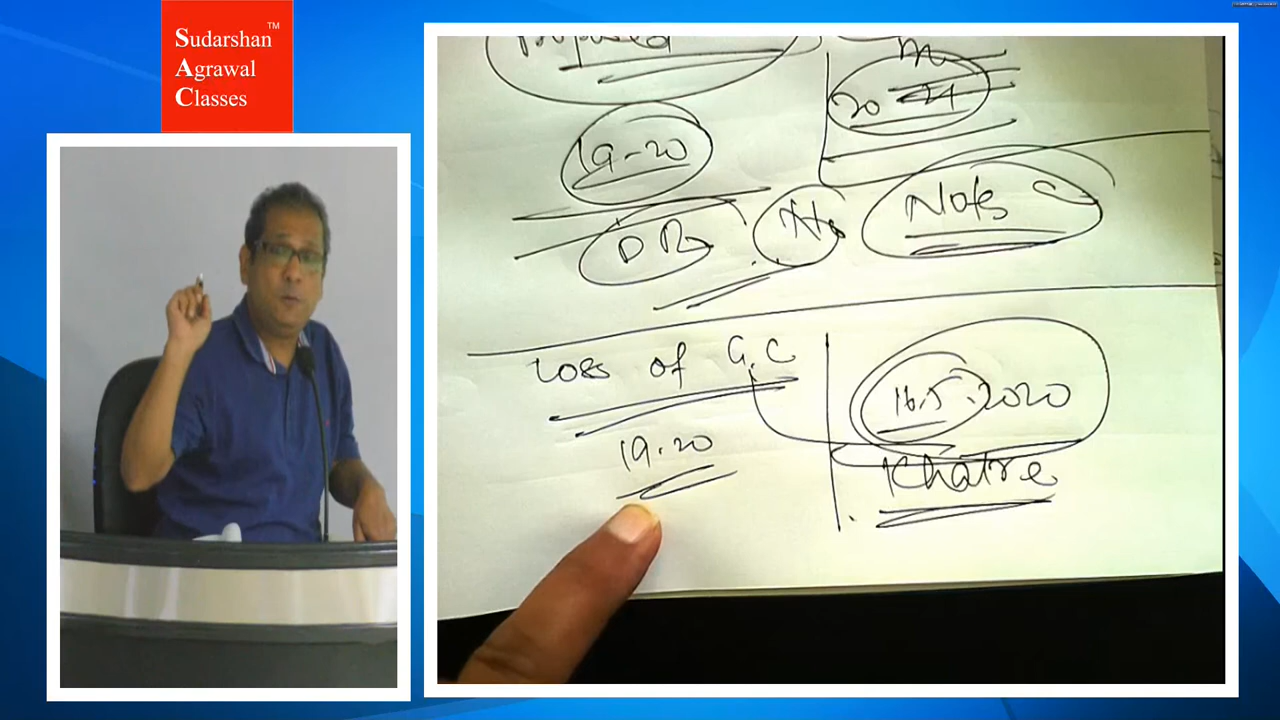 Sudarshan™
Agrawal
Classes
20-21
19-20
DR
Notes
Loss of G.C
16.5.2020
19.20
Khatre